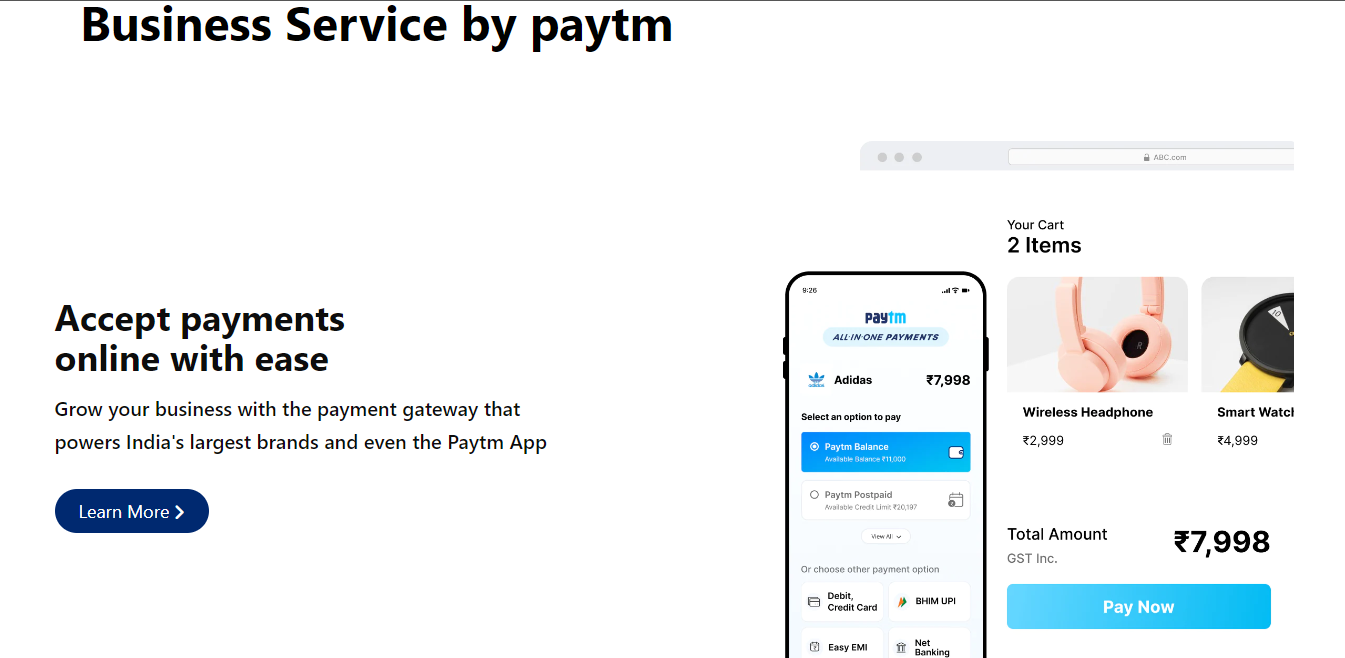 Business Service by paytm
Accept payments
online with ease
Grow your business with the payment gateway that
powers India's largest brands and even the Paytm App
Learn More
ABC.com
Your Cart
2 Items
Wireless Headphone
₹2,999
Smart Watch
₹4,999
Total Amount
₹7,998
GST Inc.
Pay Now
9:26
paytm
ALL-IN-ONE PAYMENTS
adidas
Adidas
₹7,998
Select an option to pay
Paytm Balance
Available Balance ₹11,000
Paytm Postpaid
Available Credit Limit ₹20,197
View All
Or choose other payment option
Debit,
Credit Card
BHIM UPI
Easy EMI
Net
Banking
R
10